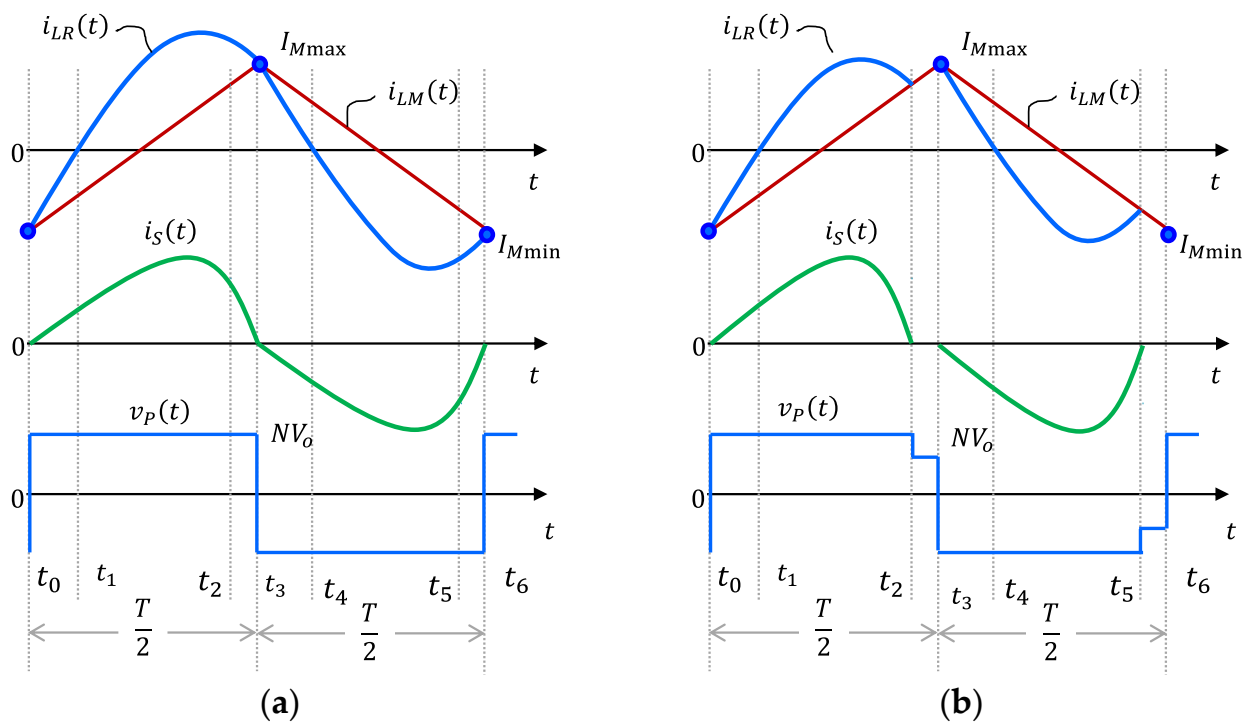 i_LR(t)
I_Mmax
i_LM(t)
0
t
i_S(t)
I_Mmin
0
t
v_P(t)
NV_o
0
t
t_0 t_1 t_2 t_3 t_4 t_5 t_6
T/2 T/2
(a)
i_LR(t)
I_Mmax
i_LM(t)
0
t
i_S(t)
I_Mmin
0
t
v_P(t)
NV_o
0
t
t_0 t_1 t_2 t_3 t_4 t_5 t_6
T/2 T/2
(b)